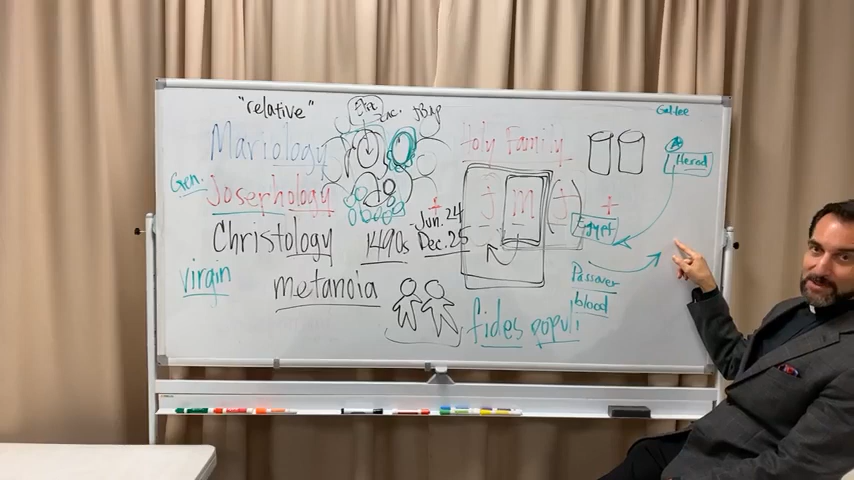 "relative"
Mariology
Gen. Josephology
Christology
virgin
metanoia
1490s
Jun. 24
Dec. 25
Holy Family
j m (j)
fides populi
Egypt
Passover
blood
Herod